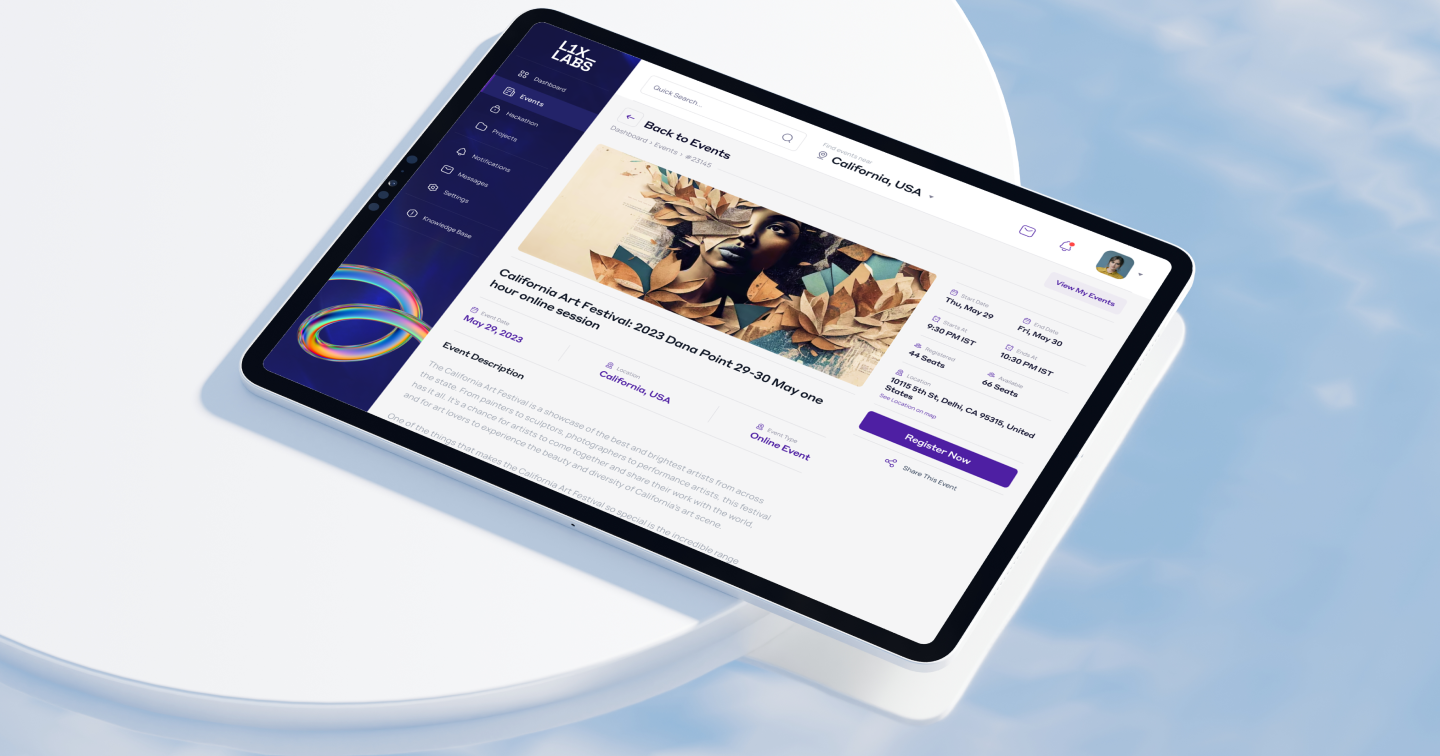 L1X_
LABS
Dashboard
Events
Hackathon
Projects
Notifications
Messages
Settings
Knowledge Base
Quick Search...
Find events near
California, USA
Back to Events
Dashboard › Events › #23145
View My Events
California Art Festival: 2023 Dana Point 29-30 May one
hour online session
Event Date
May 29, 2023
Location
California, USA
Event Type
Online Event
Event Description
The California Art Festival is a showcase of the best and brightest artists from across
the state. From painters to sculptors, photographers to performance artists, this festival
has it all. It's a chance for artists to come together and share their work with the world,
and for art lovers to experience the beauty and diversity of California's art scene.
One of the things that makes the California Art Festival so special is the incredible range
Start Date
Thu, May 29
End Date
Fri, May 30
Starts At
9:30 PM IST
Ends At
10:30 PM IST
Registered
44 Seats
Available
66 Seats
Location
10115 5th St, Delhi, CA 95315, United
States
See Location on map
Register Now
Share This Event